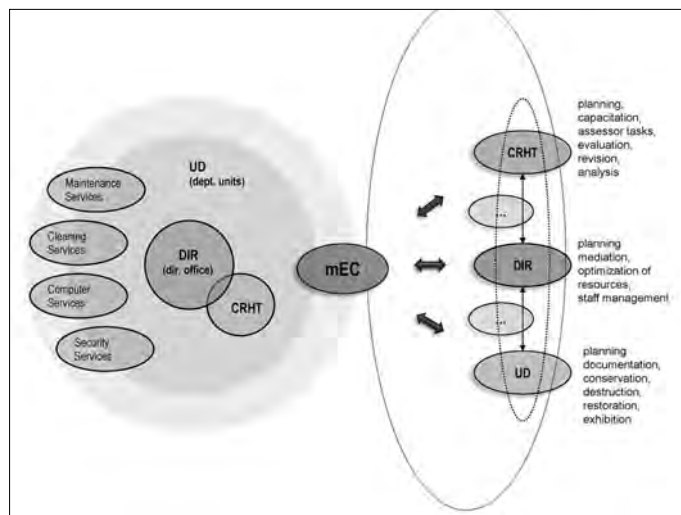 UD
(dept. units)
Maintenance
Services
Cleaning
Services
Computer
Services
Security
Services
DIR
(dir. office)
CRHT
mEC
CRHT
...
DIR
...
UD
planning,
capacitation,
assessor tasks,
evaluation,
revision,
analysis
planning
mediation,
optimization of
resources,
staff management
planning
documentation,
conservation,
destruction,
restoration,
exhibition